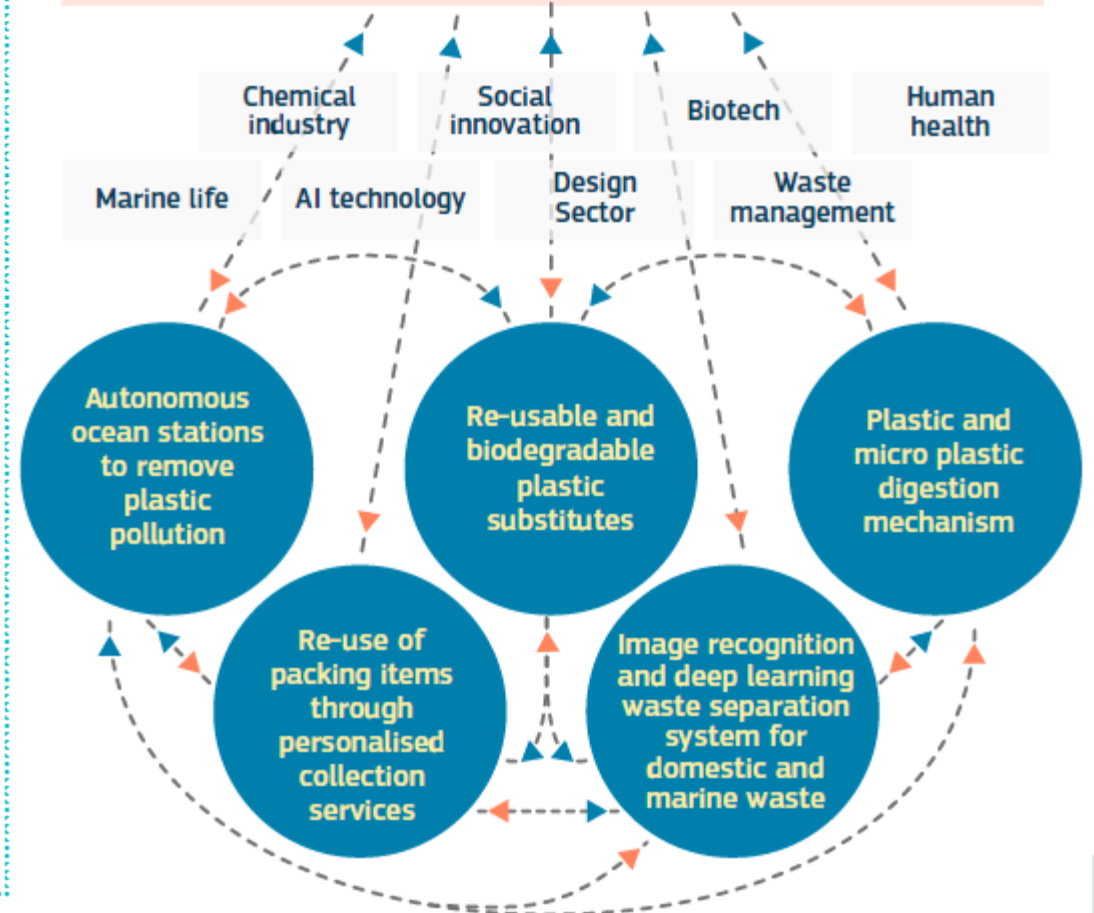 Chemical
industry
Social
innovation
Biotech
Human
health
Marine life
AI technology
Design
Sector
Waste
management
Autonomous
ocean stations
to remove
plastic
pollution
Re-usable and
biodegradable
plastic
substitutes
Plastic and
micro plastic
digestion
mechanism
Re-use of
packing items
through
personalised
collection
services
Image recognition
and deep learning
waste separation
system for
domestic and
marine waste